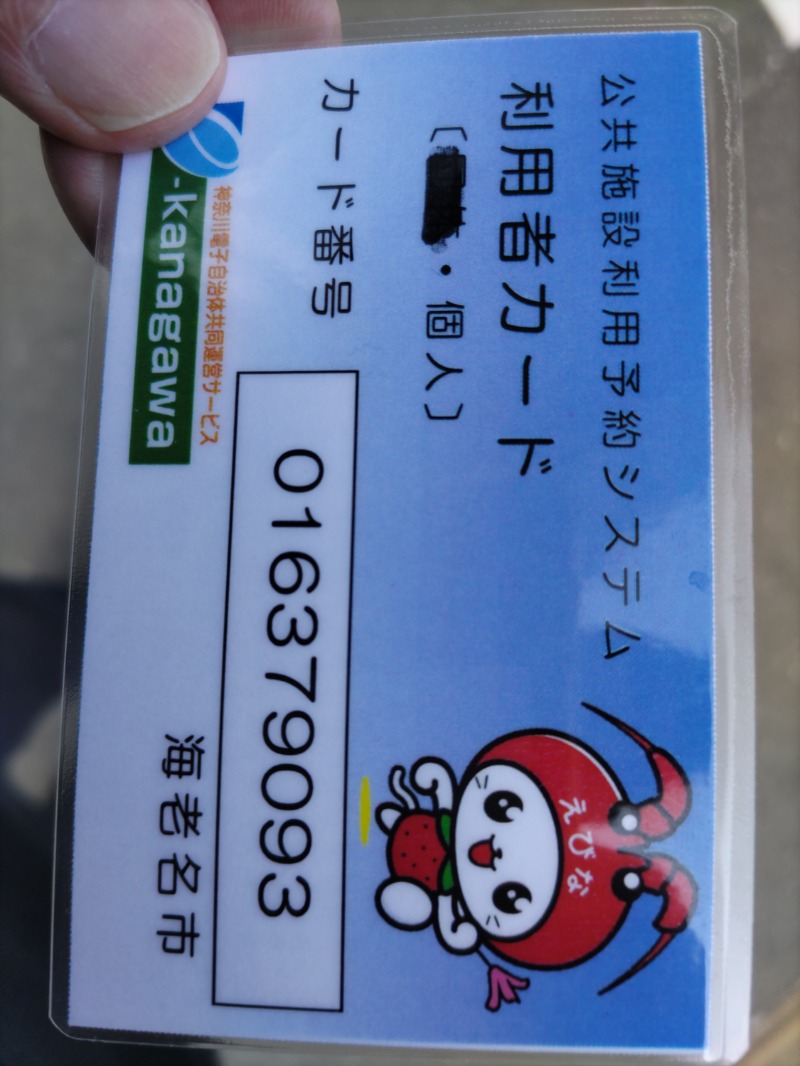 公共施設利用予約システム
利用者カード
〔　　・個人〕
カード番号
01637909​3
えびな
海老名市
神奈川電子自治体共同運営サービス
e-kanagawa